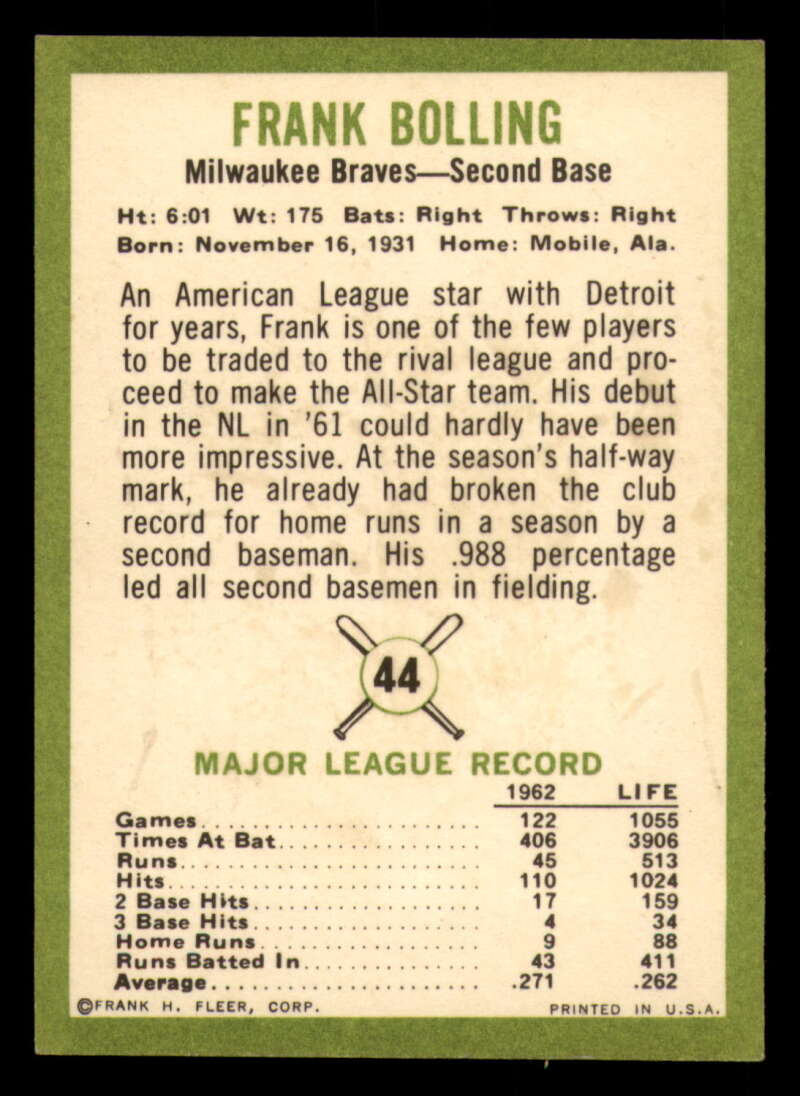 FRANK BOLLING
Milwaukee Braves—Second Base
Ht: 6:01 Wt: 175 Bats: Right Throws: Right
Born: November 16, 1931 Home: Mobile, Ala.
An American League star with Detroit
for years, Frank is one of the few players
to be traded to the rival league and pro-
ceed to make the All-Star team. His debut
in the NL in '61 could hardly have been
more impressive. At the season's half-way
mark, he already had broken the club
record for home runs in a season by a
second baseman. His .988 percentage
led all second basemen in fielding.
44
MAJOR LEAGUE RECORD
1962 LIFE
Games........................ 122 1055
Times At Bat................. 406 3906
Runs......................... 45 513
Hits.......................... 110 1024
2 Base Hits................... 17 159
3 Base Hits................... 4 34
Home Runs.................. 9 88
Runs Batted In............... 43 411
Average...................... .271 .262
©FRANK H. FLEER, CORP. PRINTED IN U.S.A.